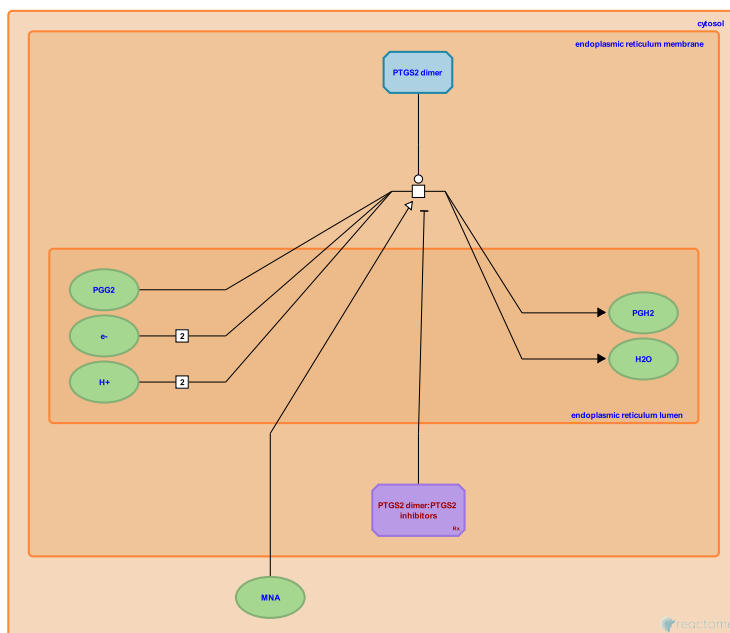 cytosol
endoplasmic reticulum membrane
PTGS2 dimer
PGG2
e-
2
H+
2
PGH2
H2O
endoplasmic reticulum lumen
PTGS2 dimer:PTGS2
inhibitors
Rx
MNA
reactome